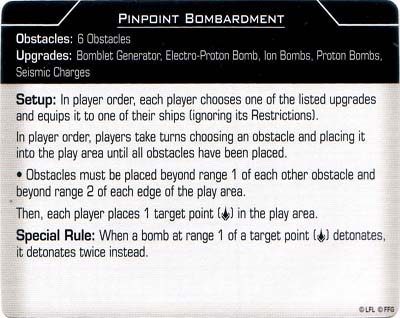 PINPOINT BOMBARDMENT
Obstacles: 6 Obstacles
Upgrades: Bomblet Generator, Electro-Proton Bomb, Ion Bombs, Proton Bombs,
Seismic Charges
Setup: In player order, each player chooses one of the listed upgrades
and equips it to one of their ships (ignoring its Restrictions).
In player order, players take turns choosing an obstacle and placing it
into the play area until all obstacles have been placed.
• Obstacles must be placed beyond range 1 of each other obstacle and
beyond range 2 of each edge of the play area.
Then, each player places 1 target point () in the play area.
Special Rule: When a bomb at range 1 of a target point () detonates,
it detonates twice instead.
© LFL © FFG